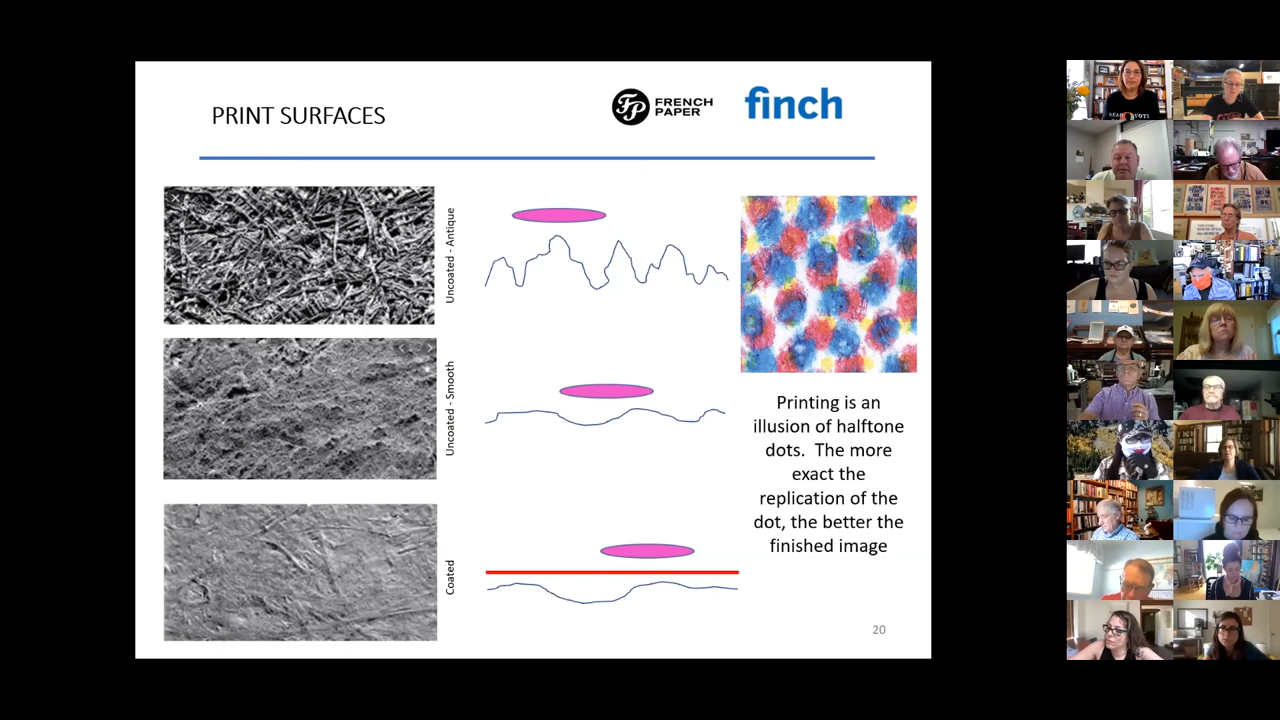 PRINT SURFACES
FP
FRENCH
PAPER
finch
Uncoated - Antique
Uncoated - Smooth
Coated
Printing is an
illusion of halftone
dots. The more
exact the
replication of the
dot, the better the
finished image
20